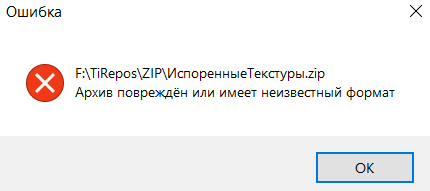 Ошибка
F:\TiRepos\ZIP\ИспоренныеТекстуры.zip
Архив повреждён или имеет неизвестный формат
OK